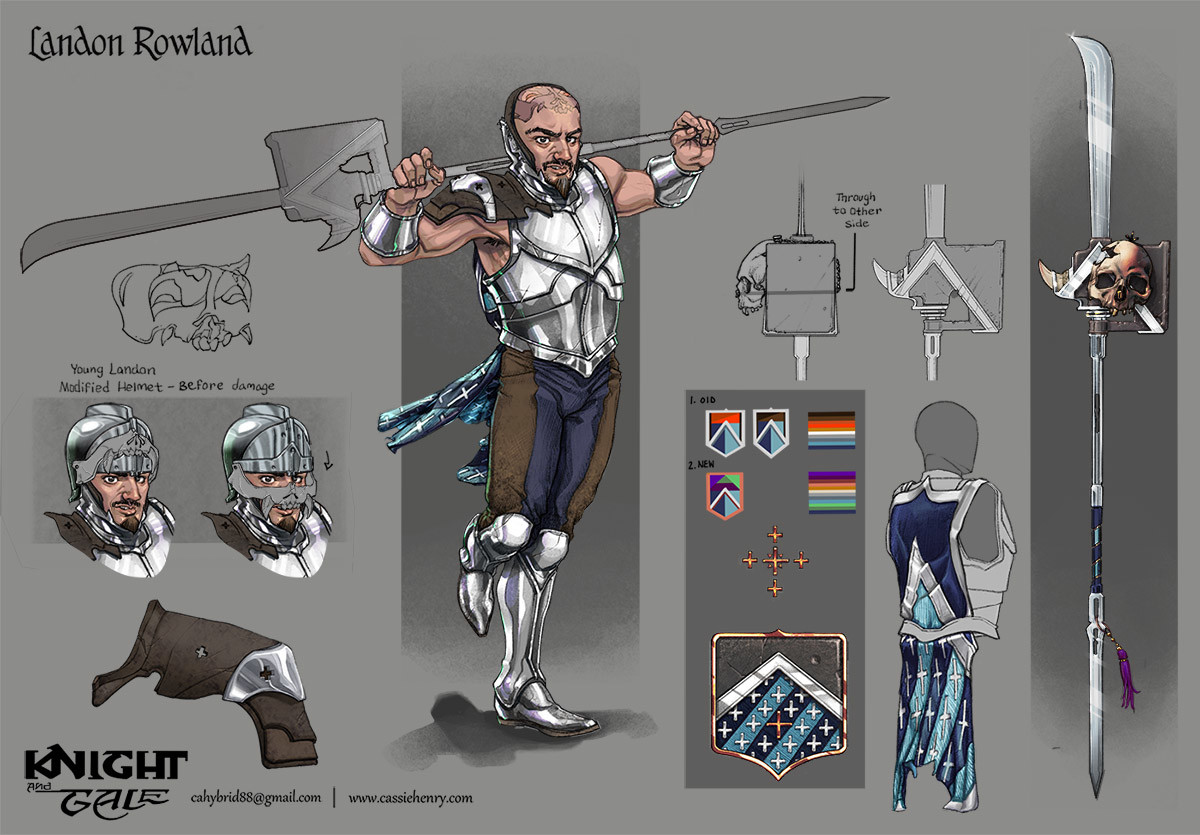 Landon Rowland
Through
to Other
Side
Young Landon
Modified Helmet - Before damage
1. OlD
2. NEW
KNIGHT
and
GALE
cahybrid88@gmail.com | www.cassiehenry.com